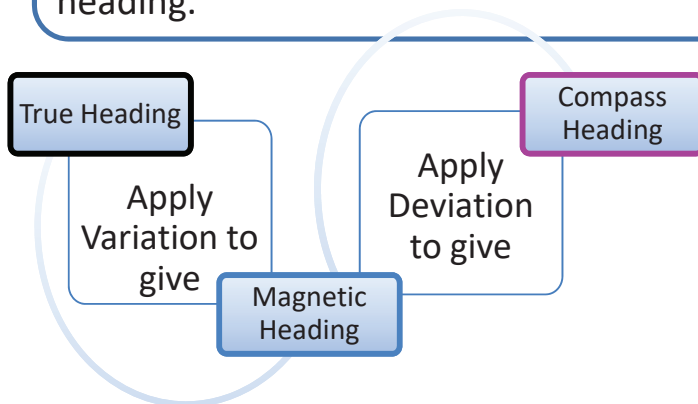 heading.
True Heading
Apply
Variation to
give
Magnetic
Heading
Apply
Deviation
to give
Compass
Heading